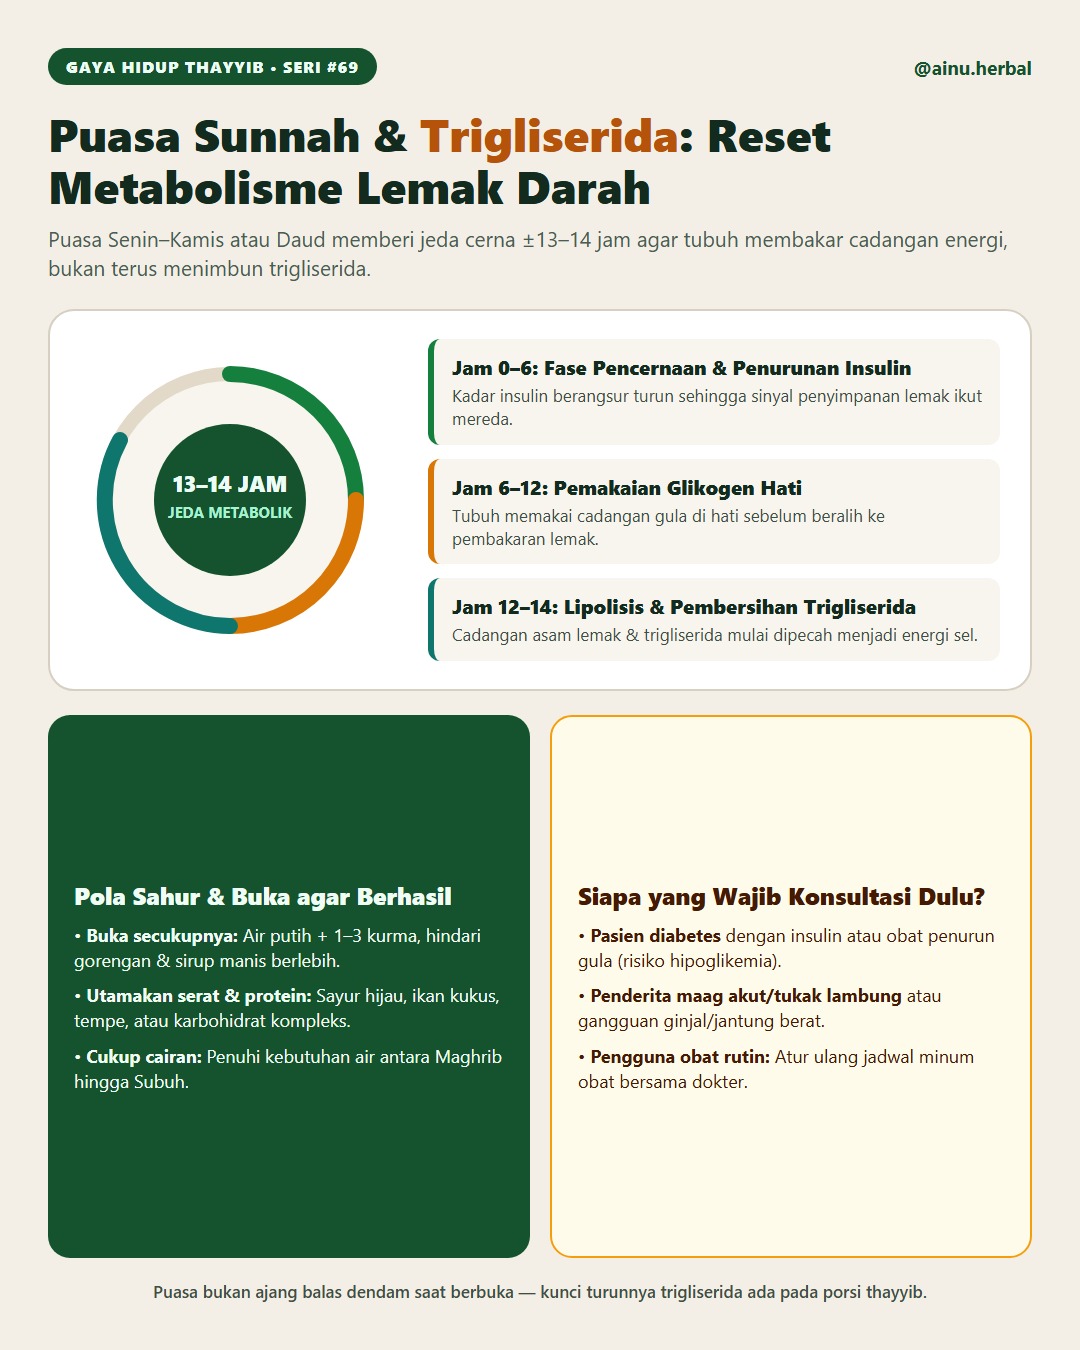 GAYA HIDUP THAYYIB • SERI #69
@ainu.herbal
Puasa Sunnah & Trigliserida: Reset
Metabolisme Lemak Darah
Puasa Senin–Kamis atau Daud memberi jeda cerna ±13–14 jam agar tubuh membakar cadangan energi,
bukan terus menimbun trigliserida.
13–14 JAM
JEDA METABOLIK
Jam 0–6: Fase Pencernaan & Penurunan Insulin
Kadar insulin berangsur turun sehingga sinyal penyimpanan lemak ikut
mereda.
Jam 6–12: Pemakaian Glikogen Hati
Tubuh memakai cadangan gula di hati sebelum beralih ke
pembakaran lemak.
Jam 12–14: Lipolisis & Pembersihan Trigliserida
Cadangan asam lemak & trigliserida mulai dipecah menjadi energi sel.
Pola Sahur & Buka agar Berhasil
• Buka secukupnya: Air putih + 1–3 kurma, hindari
gorengan & sirup manis berlebih.
• Utamakan serat & protein: Sayur hijau, ikan kukus,
tempe, atau karbohidrat kompleks.
• Cukup cairan: Penuhi kebutuhan air antara Maghrib
hingga Subuh.
Siapa yang Wajib Konsultasi Dulu?
• Pasien diabetes dengan insulin atau obat penurun
gula (risiko hipoglikemia).
• Penderita maag akut/tukak lambung atau
gangguan ginjal/jantung berat.
• Pengguna obat rutin: Atur ulang jadwal minum
obat bersama dokter.
Puasa bukan ajang balas dendam saat berbuka — kunci turunnya trigliserida ada pada porsi thayyib.